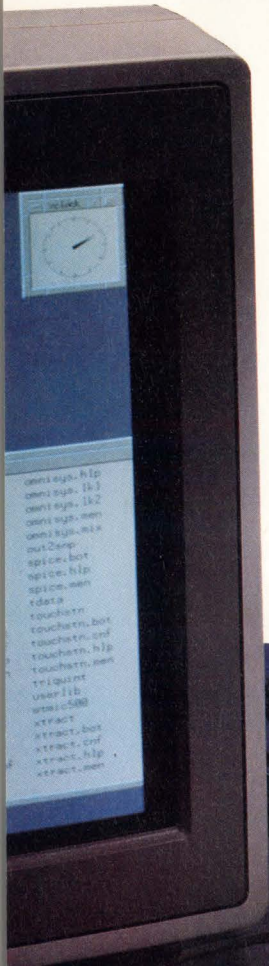 xclock
omnisys.hlp
omnisys.lk1
omnisys.lk2
omnisys.men
omnisys.mix
out2snp
spice.bot
spice.hlp
spice.men
tdata
touchstn
touchstn.bot
touchstn.cnf
touchstn.hlp
touchstn.men
triquint
userlib
xtract
xtract.bot
xtract.cnf
xtract.hlp
xtract.men